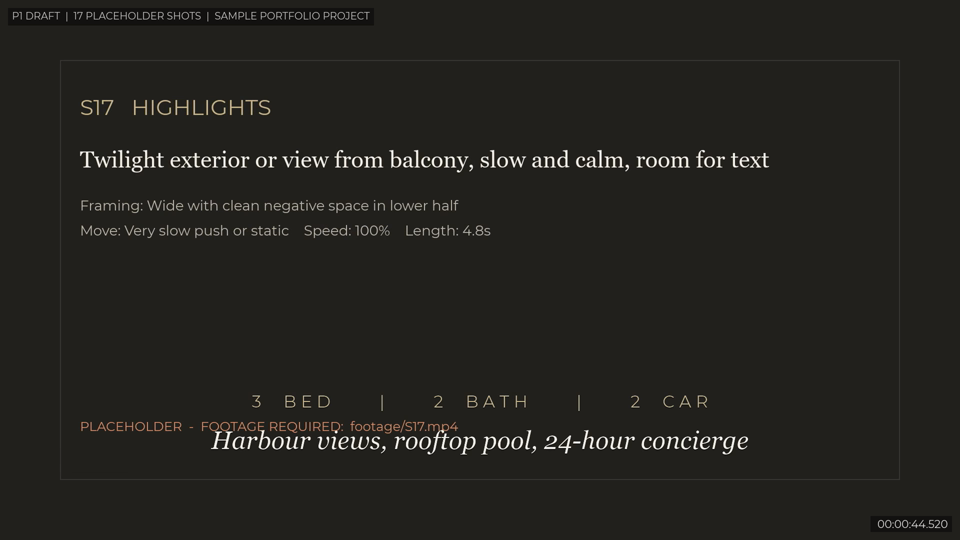 P1 DRAFT | 17 PLACEHOLDER SHOTS | SAMPLE PORTFOLIO PROJECT
S17 HIGHLIGHTS
Twilight exterior or view from balcony, slow and calm, room for text
Framing: Wide with clean negative space in lower half
Move: Very slow push or static Speed: 100% Length: 4.8s
3 BED | 2 BATH | 2 CAR
PLACEHOLDER - FOOTAGE REQUIRED: footage/S17.mp4
Harbour views, rooftop pool, 24-hour concierge
00:00:44.520